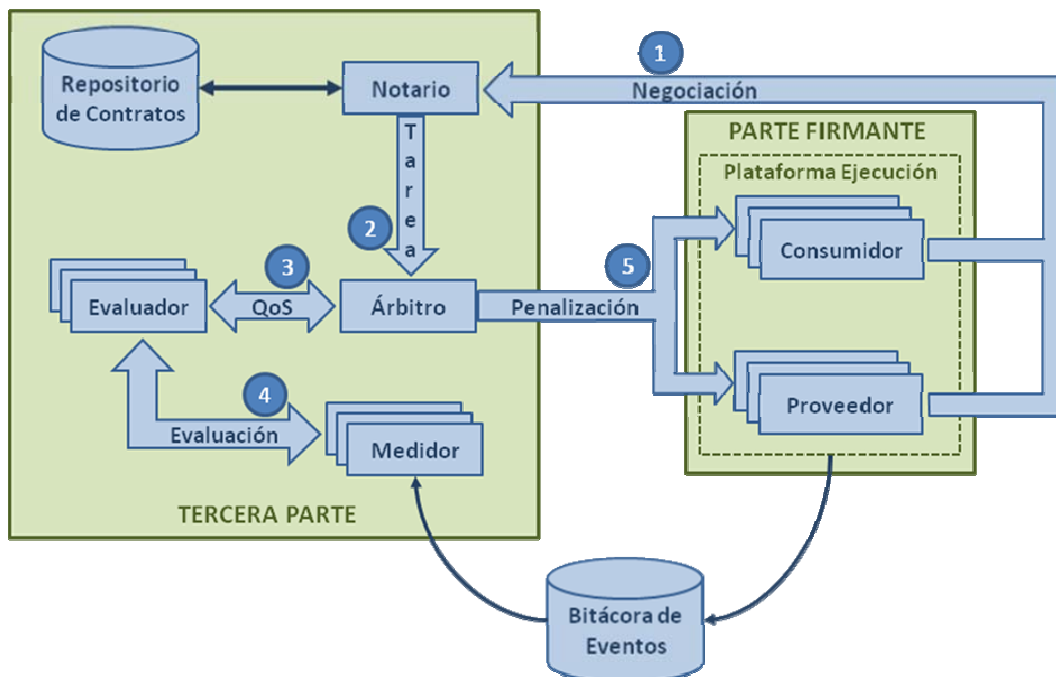 1
Negociación
Repositorio
de Contratos
Notario
Tarea
2
PARTE FIRMANTE
Plataforma Ejecución
Consumidor
Proveedor
3
QoS
Evaluador
Árbitro
Penalización
5
4
Evaluación
Medidor
TERCERA PARTE
Bitácora de
Eventos